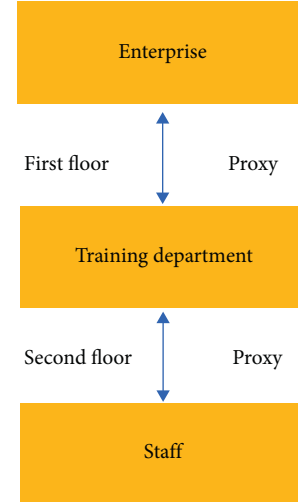 Enterprise
First floor Proxy
Training department
Second floor Proxy
Staff